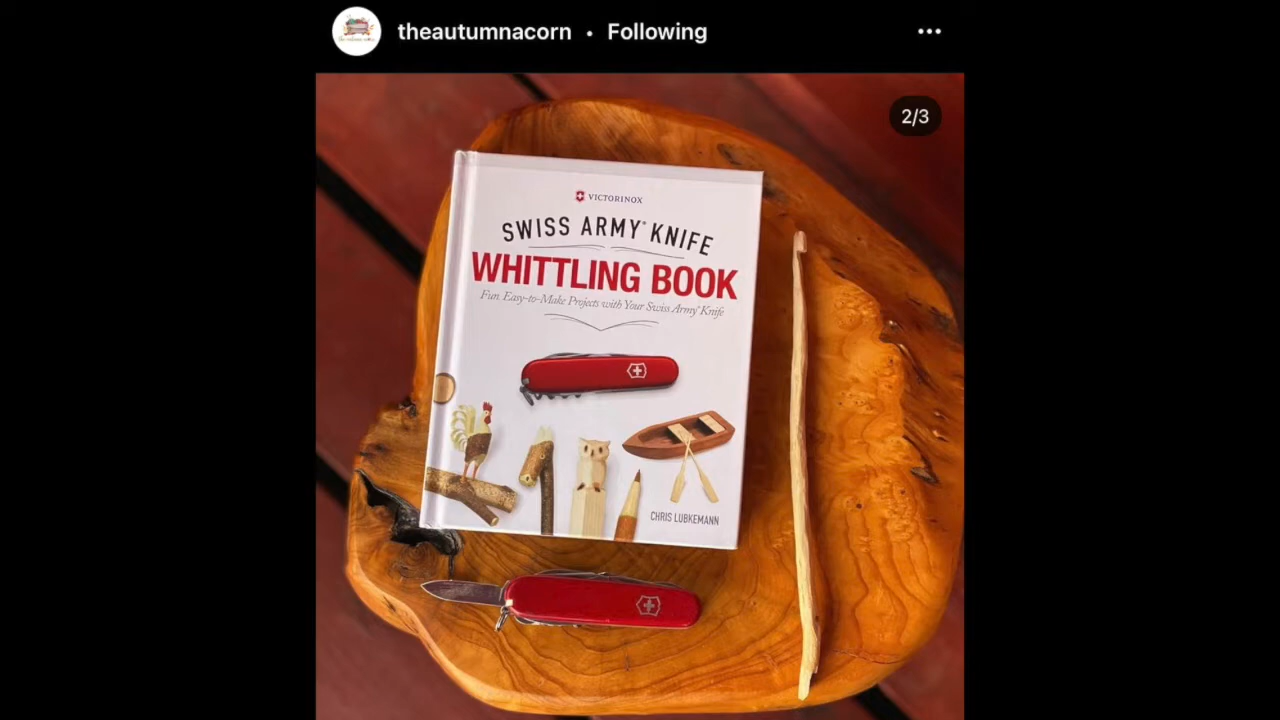 theautumnacorn • Following
2/3
VICTORINOX
SWISS ARMY® KNIFE
WHITTLING BOOK
Fun, Easy-to-Make Projects with Your Swiss Army® Knife
CHRIS LUBKEMANN